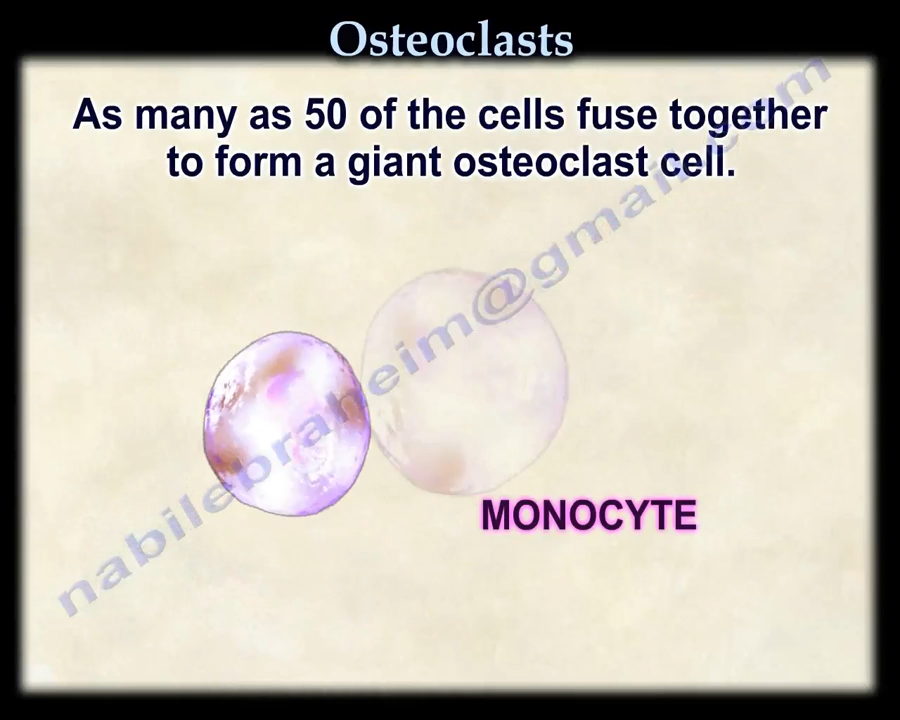 Osteoclasts
As many as 50 of the cells fuse together
to form a giant osteoclast cell.
nabilebraheim@gmail.com
MONOCYTE